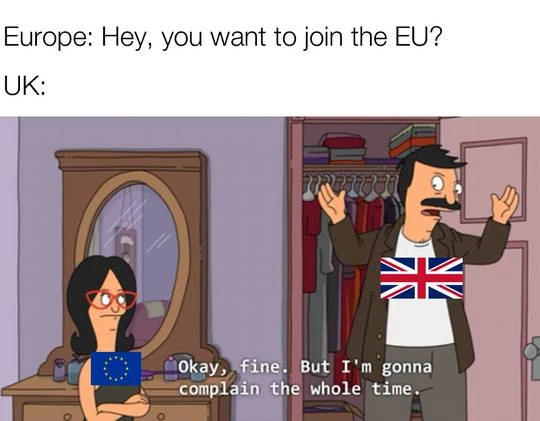 Europe: Hey, you want to join the EU?
UK:
Okay, fine. But I'm gonna
complain the whole time.